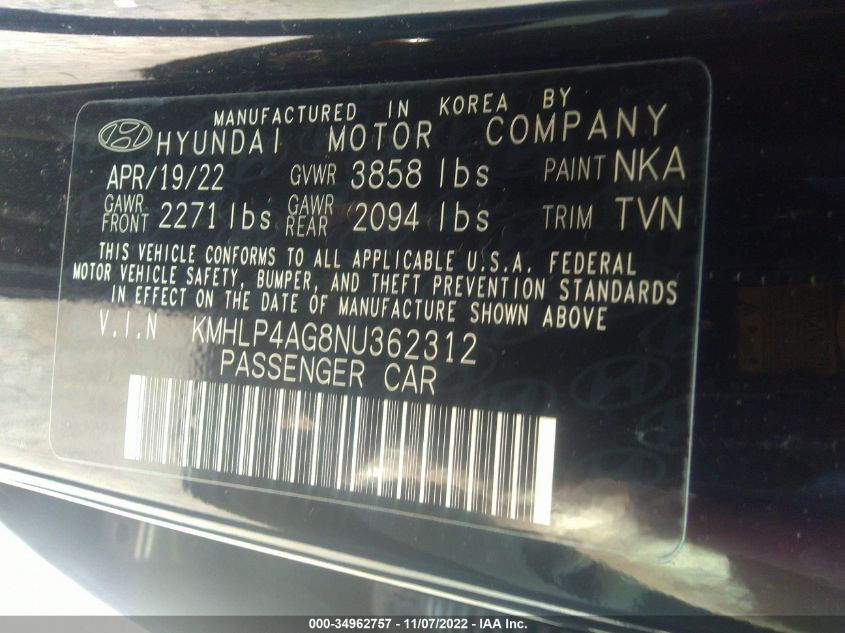 MANUFACTURED IN KOREA BY
HYUNDAI MOTOR COMPANY
APR/19/22 GVWR 3858 lbs PAINT NKA
GAWR FRONT 2271 lbs GAWR REAR 2094 lbs TRIM TVN
THIS VEHICLE CONFORMS TO ALL APPLICABLE U.S.A. FEDERAL
MOTOR VEHICLE SAFETY, BUMPER, AND THEFT PREVENTION STANDARDS
IN EFFECT ON THE DATE OF MANUFACTURE SHOWN ABOVE
V.I.N KMHLP4AG8NU362312
PASSENGER CAR
000-34962757 - 11/07/2022 - IAA Inc.